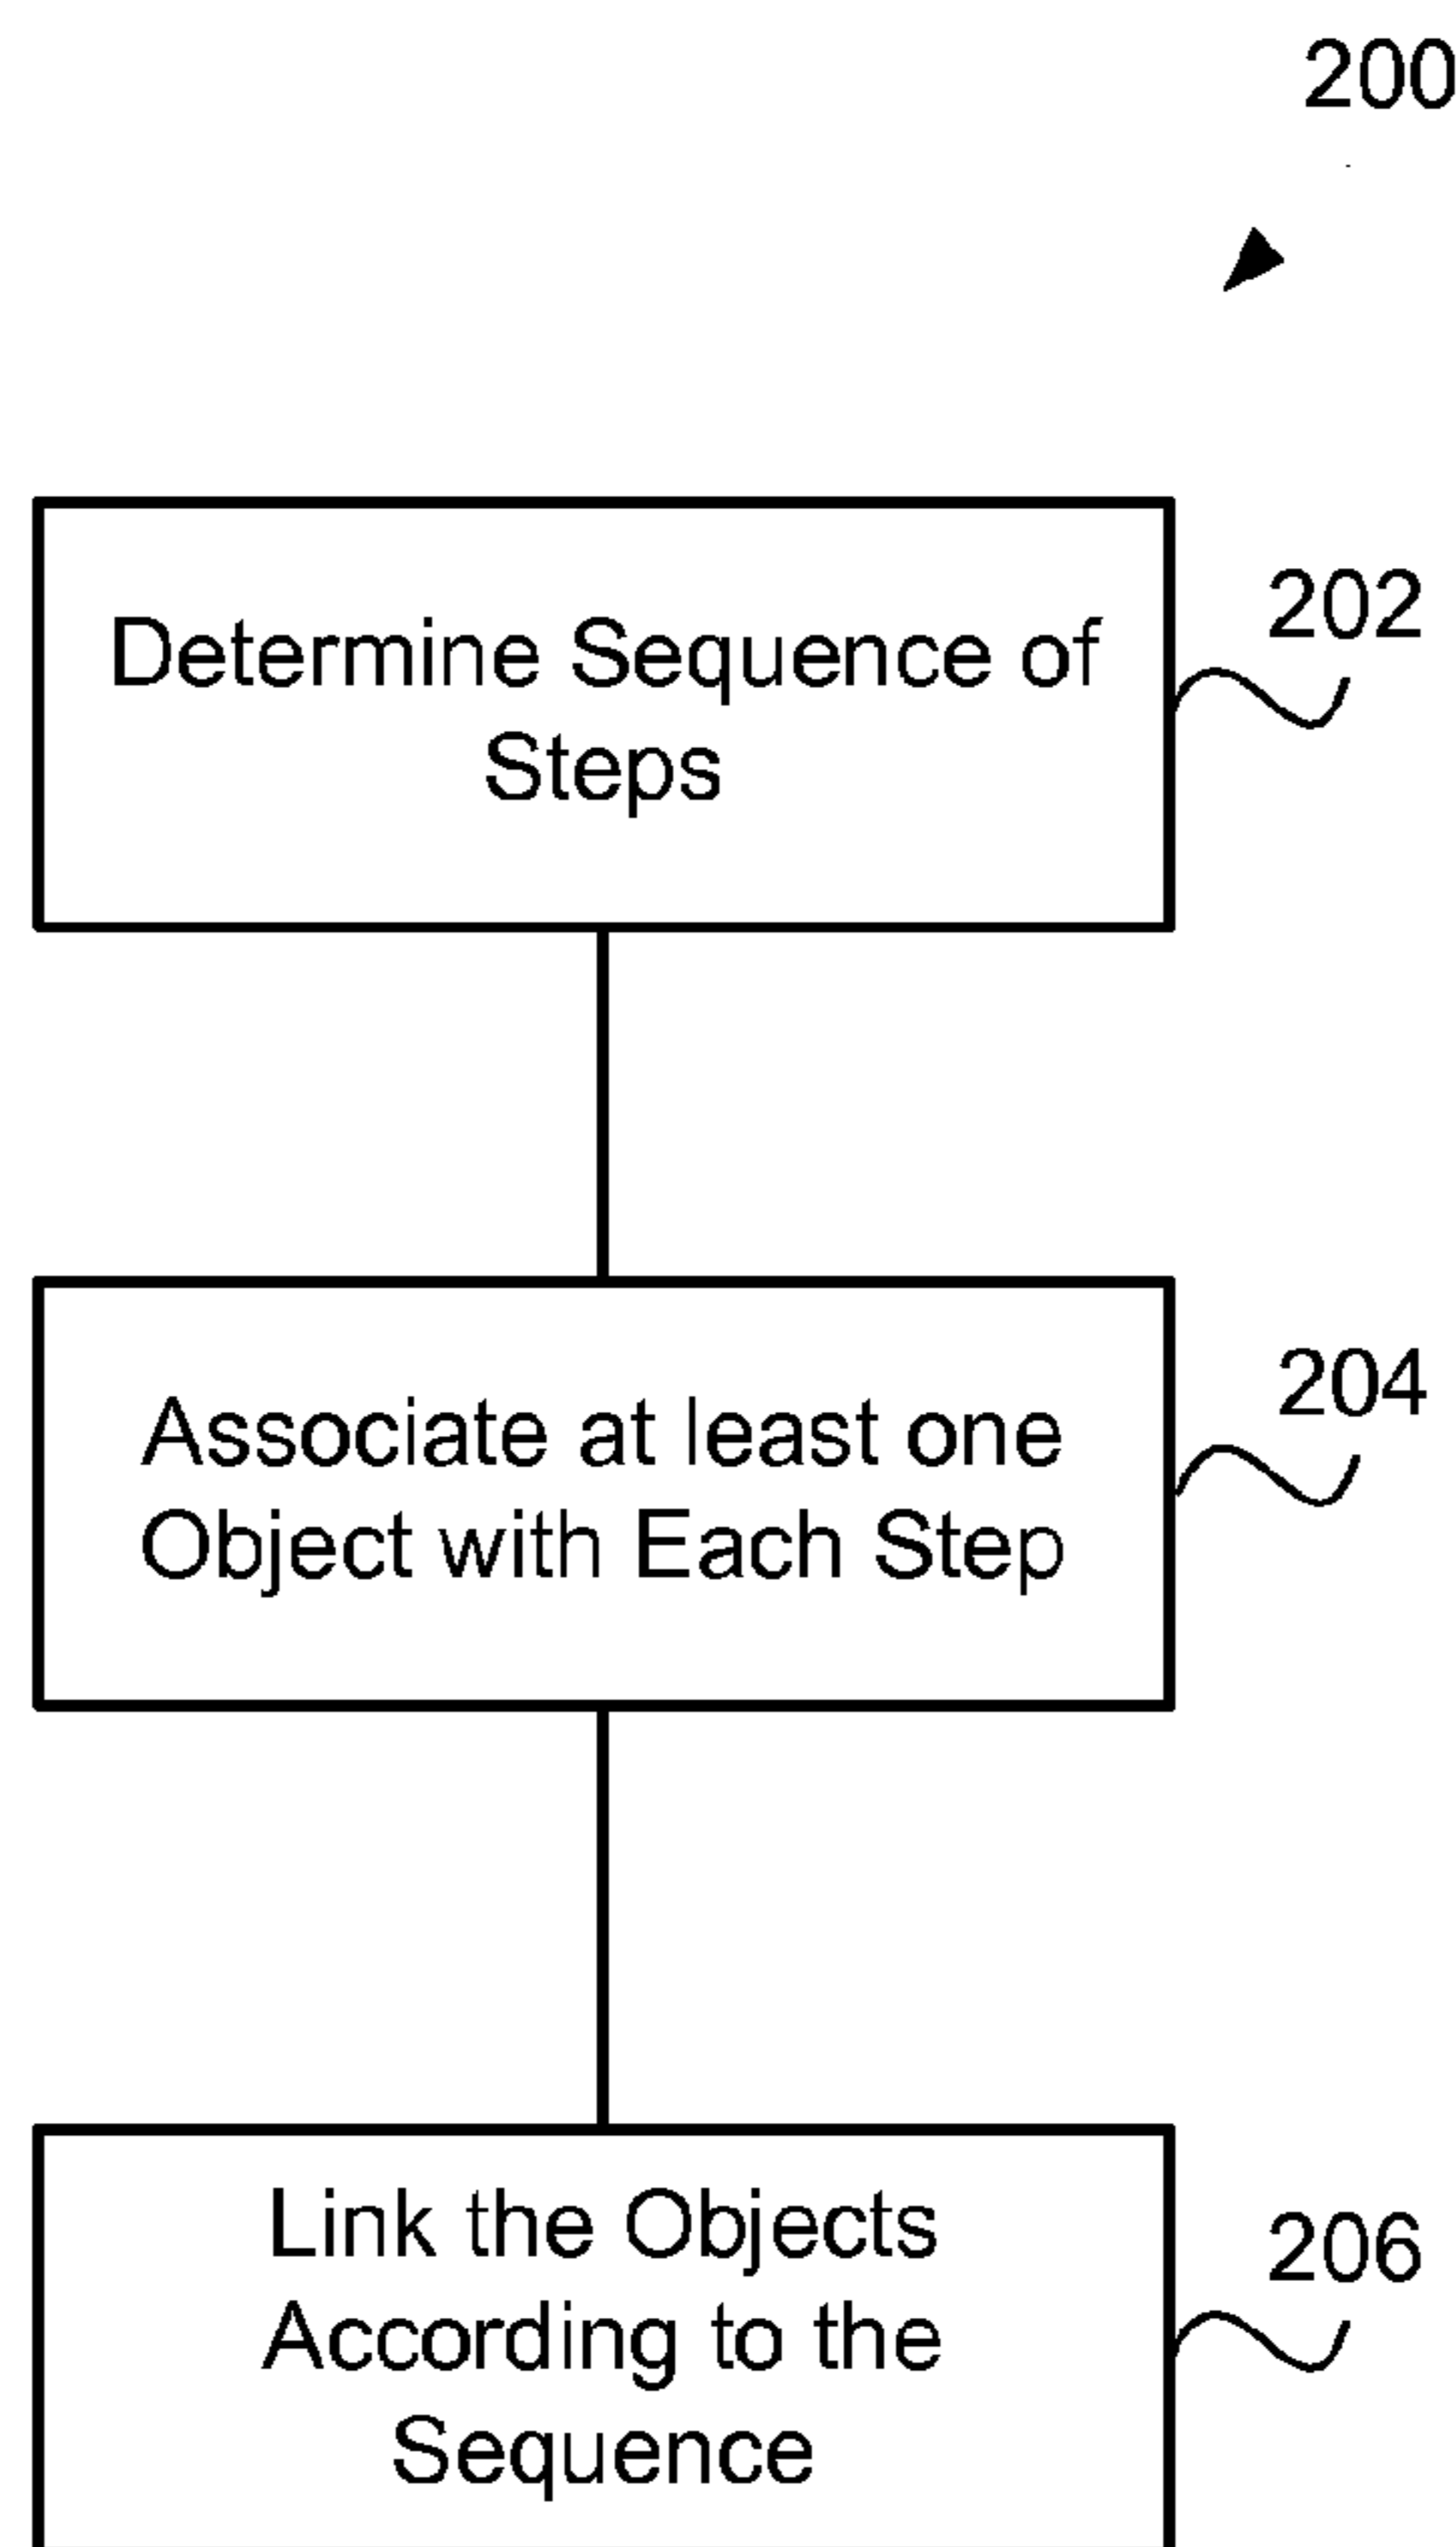 200
Determine Sequence of
Steps
202
Associate at least one
Object with Each Step
204
Link the Objects
According to the
Sequence
206